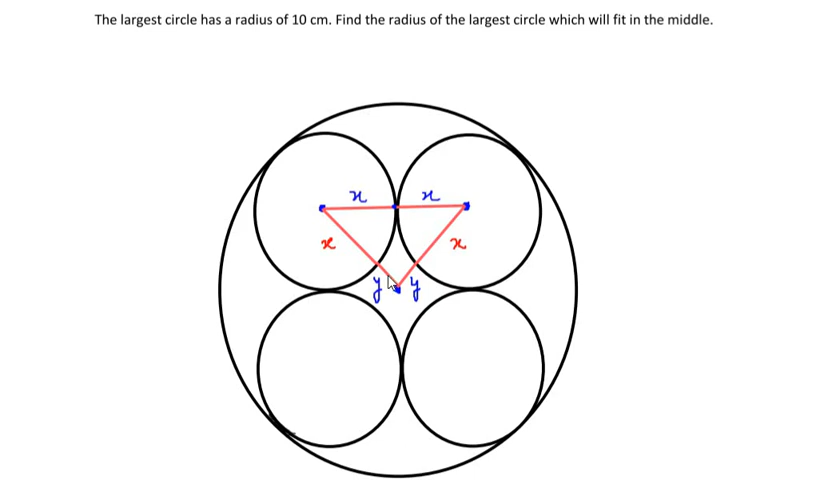 The largest circle has a radius of 10 cm. Find the radius of the largest circle which will fit in the middle.
x x
x x
y y